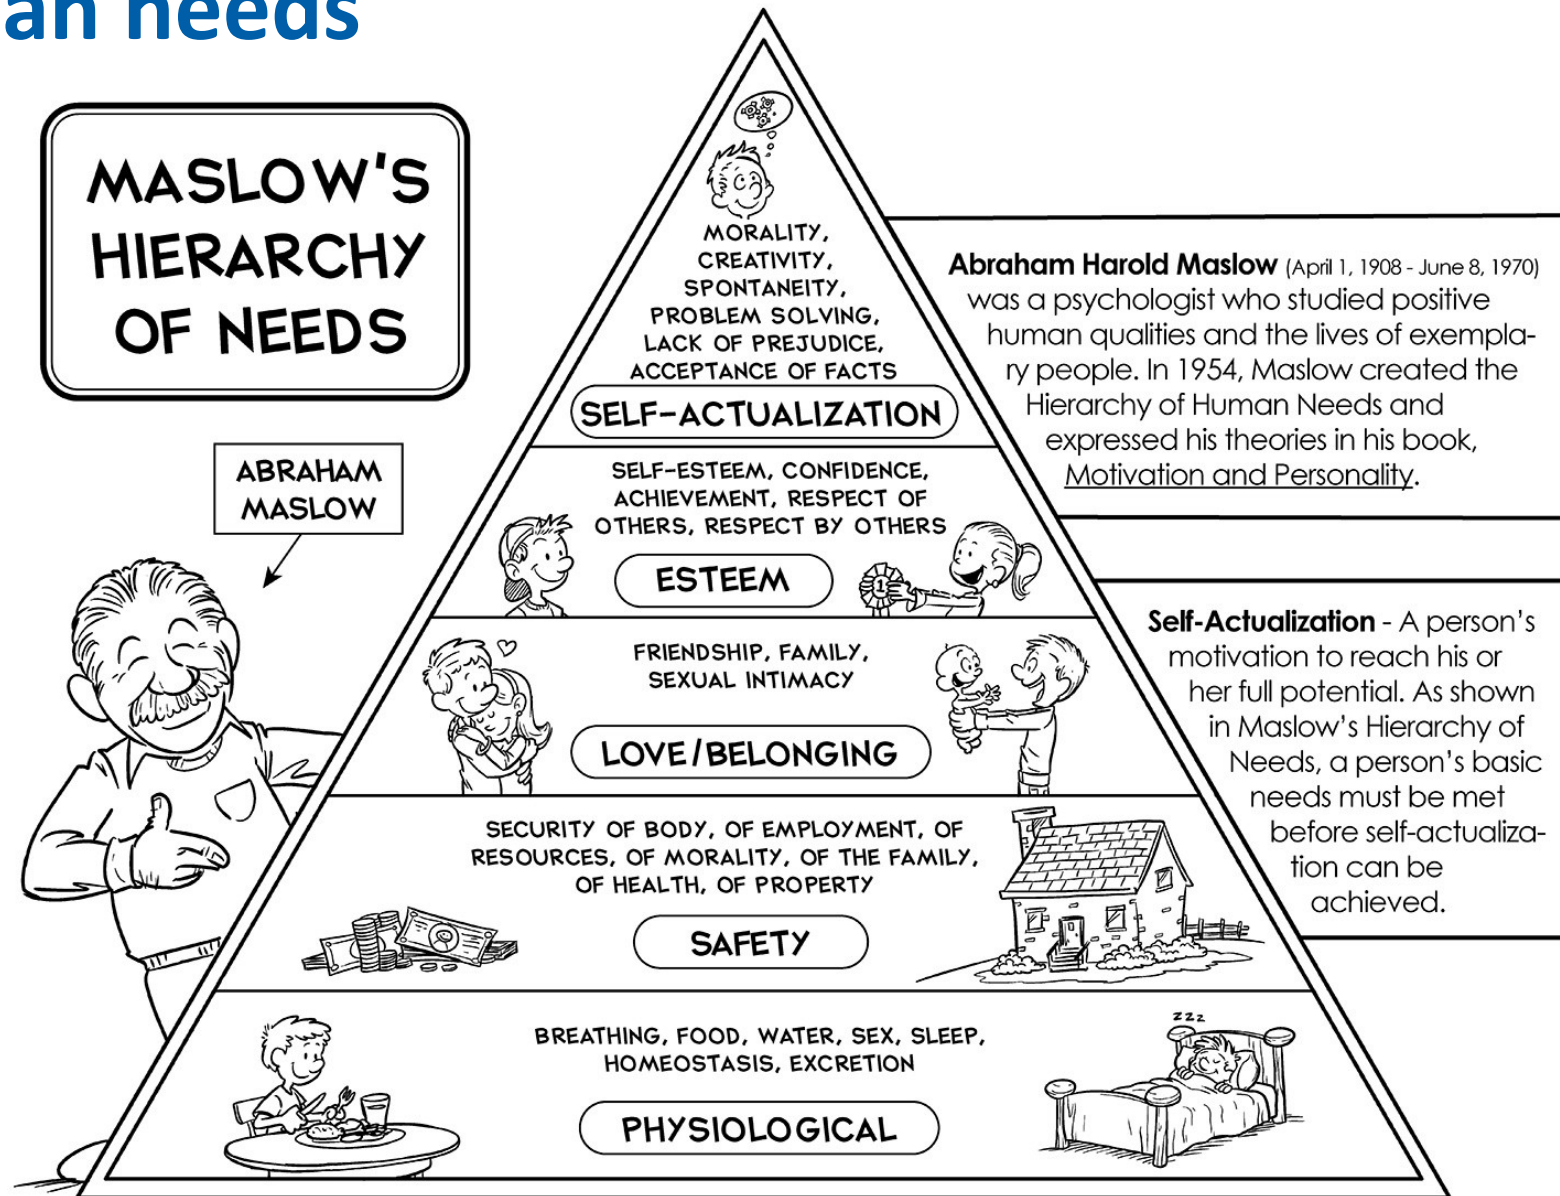 an needs
MASLOW'S
HIERARCHY
OF NEEDS
ABRAHAM
MASLOW
MORALITY,
CREATIVITY,
SPONTANEITY,
PROBLEM SOLVING,
LACK OF PREJUDICE,
ACCEPTANCE OF FACTS
SELF-ACTUALIZATION
SELF-ESTEEM, CONFIDENCE,
ACHIEVEMENT, RESPECT OF
OTHERS, RESPECT BY OTHERS
1
ESTEEM
FRIENDSHIP, FAMILY,
SEXUAL INTIMACY
LOVE/BELONGING
SECURITY OF BODY, OF EMPLOYMENT, OF
RESOURCES, OF MORALITY, OF THE FAMILY,
OF HEALTH, OF PROPERTY
SAFETY
zzz
BREATHING, FOOD, WATER, SEX, SLEEP,
HOMEOSTASIS, EXCRETION
PHYSIOLOGICAL
Abraham Harold Maslow (April 1, 1908 - June 8, 1970)
was a psychologist who studied positive
human qualities and the lives of exempla-
ry people. In 1954, Maslow created the
Hierarchy of Human Needs and
expressed his theories in his book,
Motivation and Personality.
Self-Actualization - A person's
motivation to reach his or
her full potential. As shown
in Maslow's Hierarchy of
Needs, a person's basic
needs must be met
before self-actualiza-
tion can be
achieved.